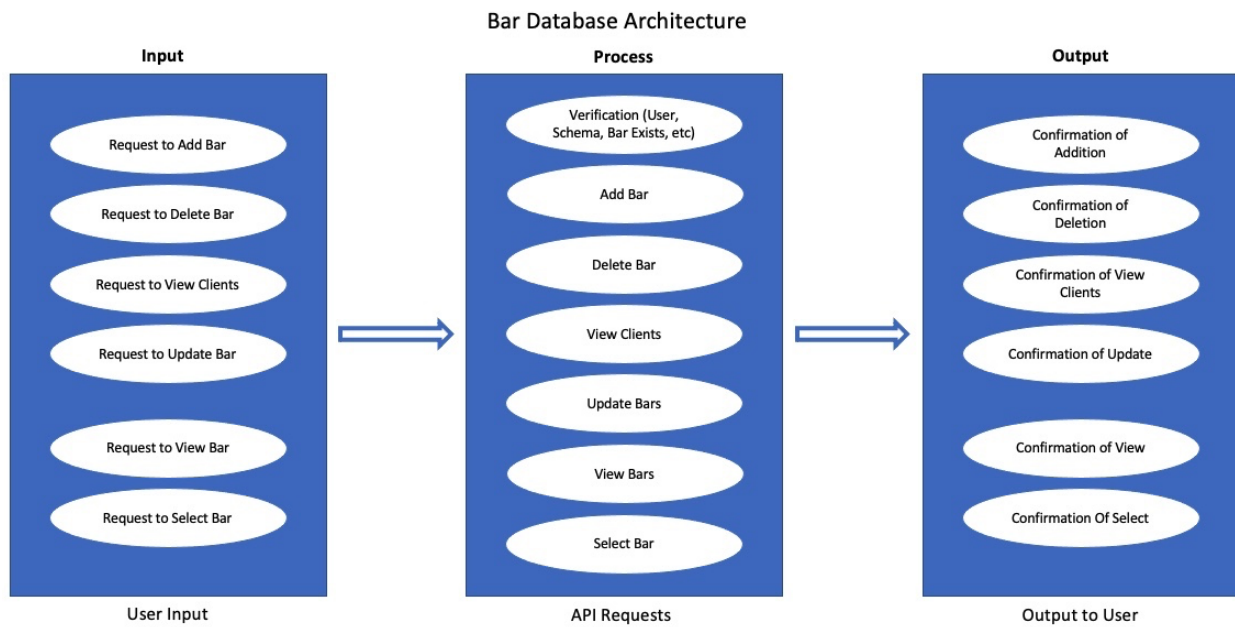 Bar Database Architecture
Input
Request to Add Bar
Request to Delete Bar
Request to View Clients
Request to Update Bar
Request to View Bar
Request to Select Bar
User Input
Process
Verification (User,
Schema, Bar Exists, etc)
Add Bar
Delete Bar
View Clients
Update Bars
View Bars
Select Bar
API Requests
Output
Confirmation of
Addition
Confirmation of
Deletion
Confirmation of View
Clients
Confirmation of Update
Confirmation of View
Confirmation Of Select
Output to User